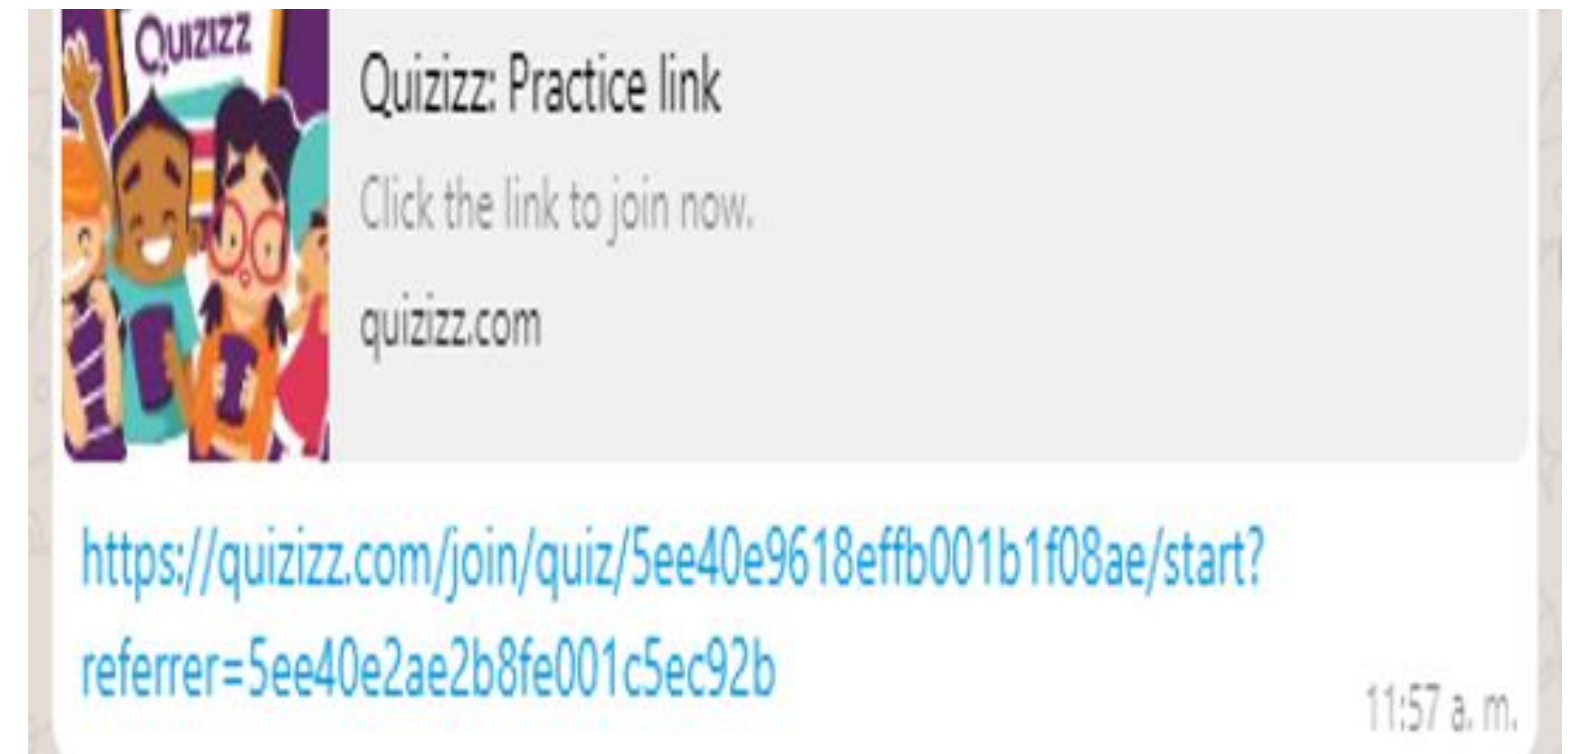 Quizizz
Quizizz: Practice link
Click the link to join now.
quizizz.com
https://quizizz.com/join/quiz/5ee40e9618effb001b1f08ae/start?
referrer=5ee40e2ae2b8fe001c5ec92b
11:57 a. m.